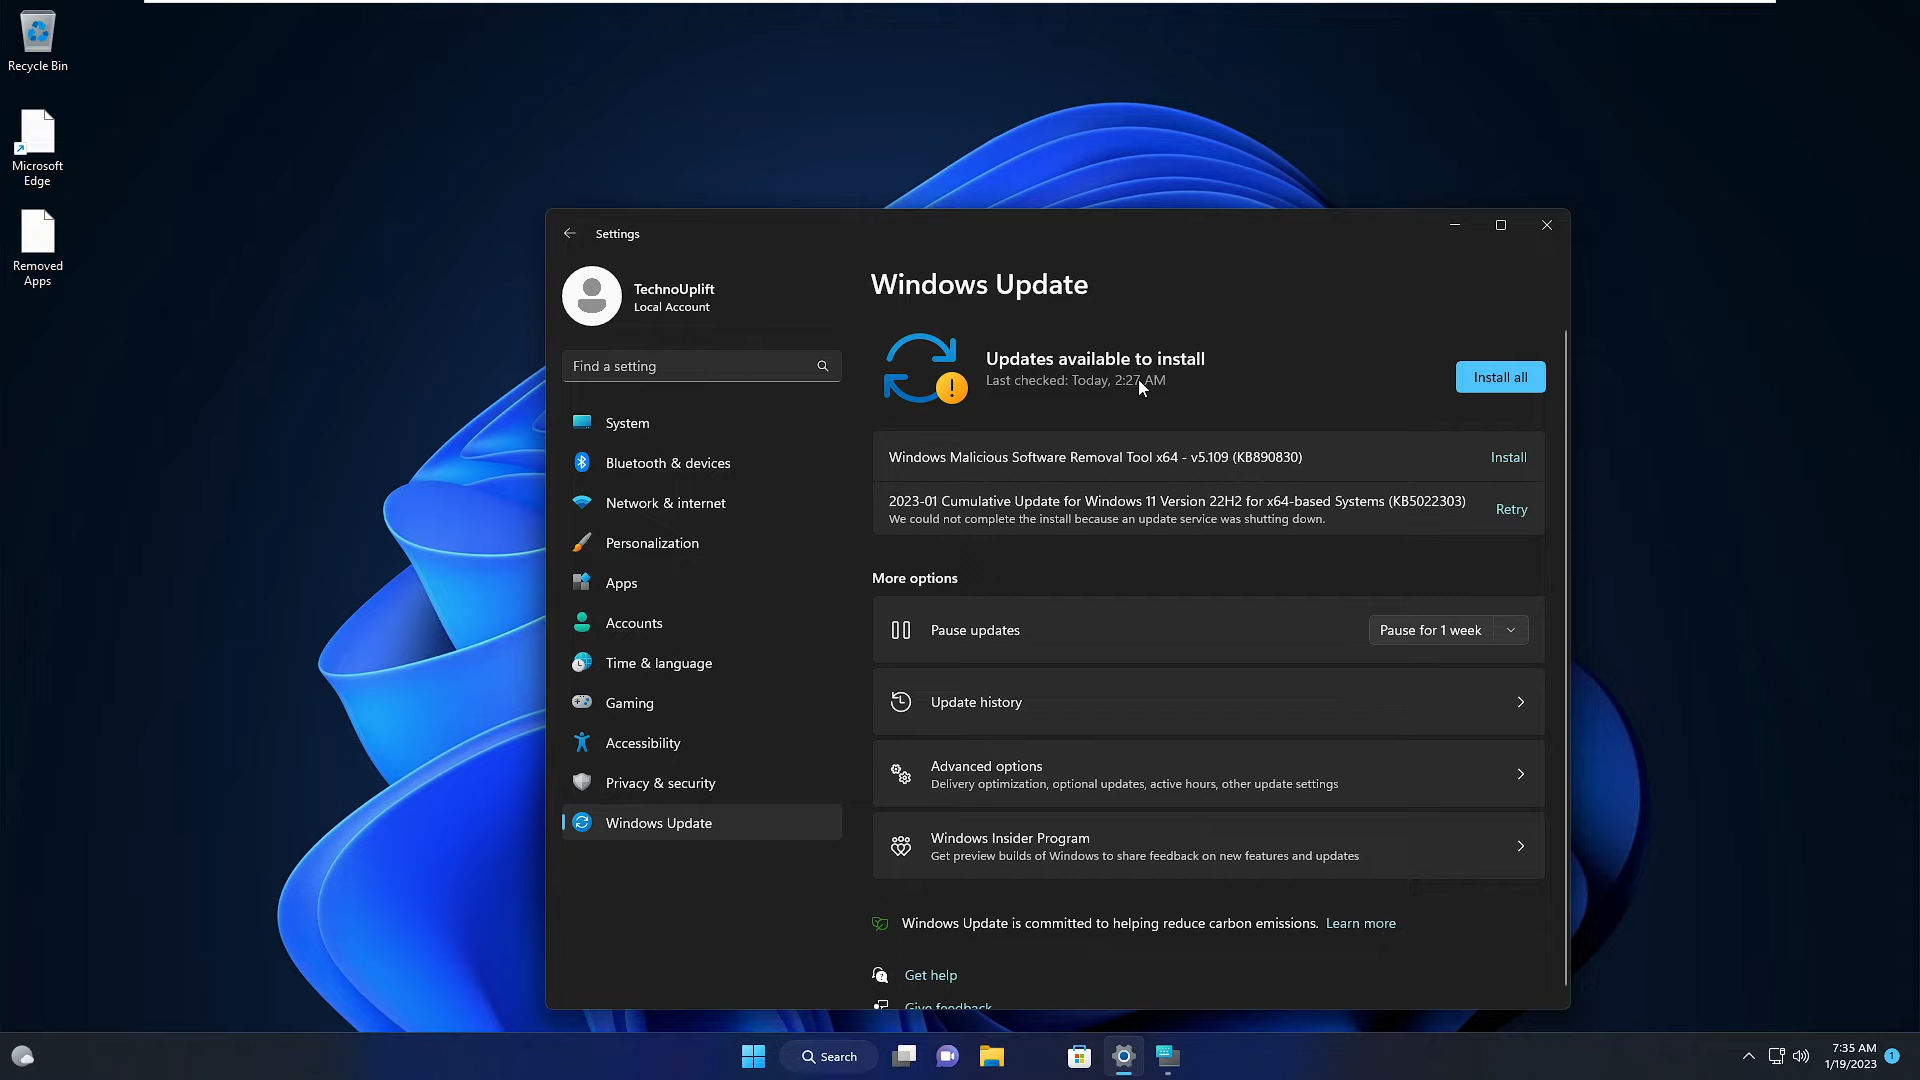 Recycle Bin
Microsoft
Edge
Removed
Apps
Settings
TechnoUplift
Local Account
Find a setting
System
Bluetooth & devices
Network & internet
Personalization
Apps
Accounts
Time & language
Gaming
Accessibility
Privacy & security
Windows Update
Windows Update
Updates available to install
Last checked: Today, 2:27 AM
Install all
Windows Malicious Software Removal Tool x64 - v5.109 (KB890830)
Install
2023-01 Cumulative Update for Windows 11 Version 22H2 for x64-based Systems (KB5022303)
We could not complete the install because an update service was shutting down.
Retry
More options
Pause updates
Pause for 1 week
Update history
Advanced options
Delivery optimization, optional updates, active hours, other update settings
Windows Insider Program
Get preview builds of Windows to share feedback on new features and updates
Windows Update is committed to helping reduce carbon emissions. Learn more
Get help
Give feedback
Search
7:35 AM
1/19/2023
1